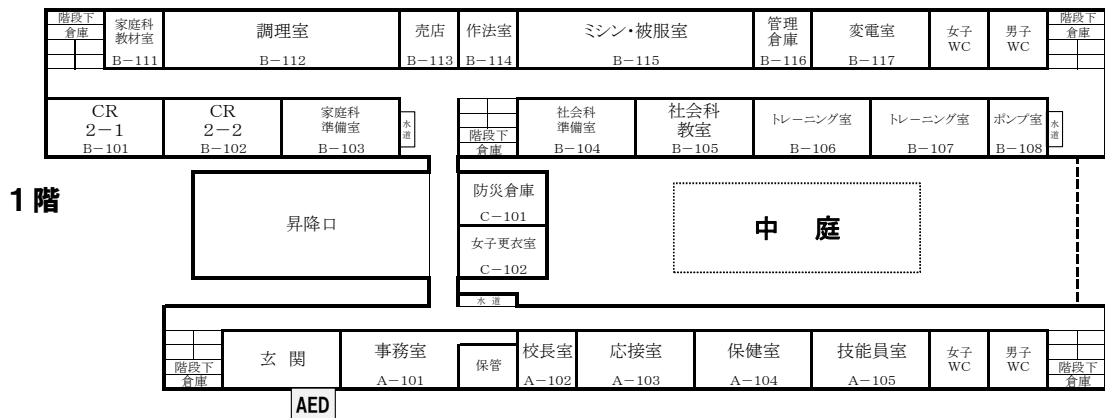 階段下
倉庫
家庭科
教材室
B－111
調理室
B－112
売店
B－113
作法室
B－114
ミシン・被服室
B－115
管理
倉庫
B－116
変電室
B－117
女子
WC
男子
WC
階段下
倉庫
CR
2－1
B－101
CR
2－2
B－102
家庭科
準備室
B－103
水道
階段下
倉庫
社会科
準備室
B－104
社会科
教室
B－105
トレーニング室
B－106
トレーニング室
B－107
ポンプ室
B－108
水道
1階
昇降口
防災倉庫
C－101
女子更衣室
C－102
中 庭
水 道
階段下
倉庫
玄 関
事務室
A－101
保管
校長室
A－102
応接室
A－103
保健室
A－104
技能員室
A－105
女子
WC
男子
WC
階段下
倉庫
AED